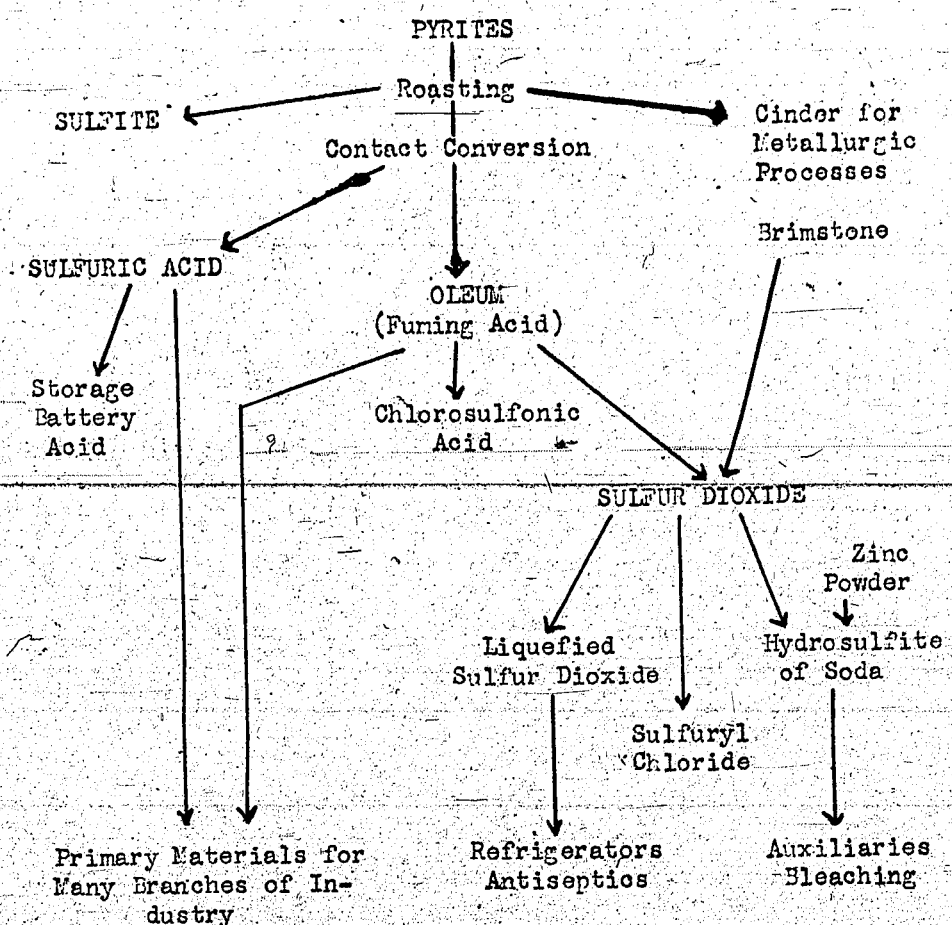 PYRITES
Roasting
SULFITE
Cinder for
Metallurgic
Processes
Contact Conversion
Brimstone
SULFURIC ACID
OLEUM
(Fuming Acid)
Storage
Battery
Acid
Chlorosulfonic
Acid
SULFUR DIOXIDE
Zinc
Powder
Liquefied
Sulfur Dioxide
Hydrosulfite
of Soda
Sulfuryl
Chloride
Primary Materials for
Many Branches of In-
dustry
Refrigerators
Antiseptics
Auxiliaries
Bleaching